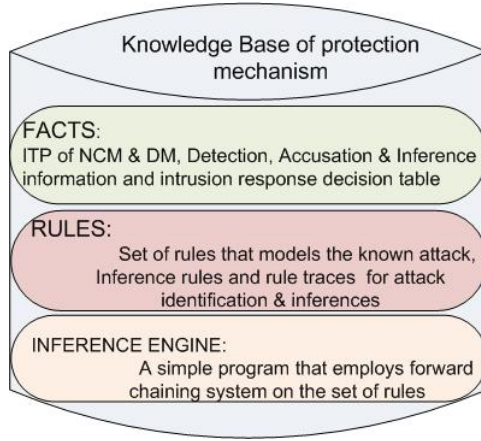 Knowledge Base of protection
mechanism
FACTS:
ITP of NCM & DM, Detection, Accusation & Inference
information and intrusion response decision table
RULES:
Set of rules that models the known attack,
Inference rules and rule traces for attack
identification & inferences
INFERENCE ENGINE:
A simple program that employs forward
chaining system on the set of rules